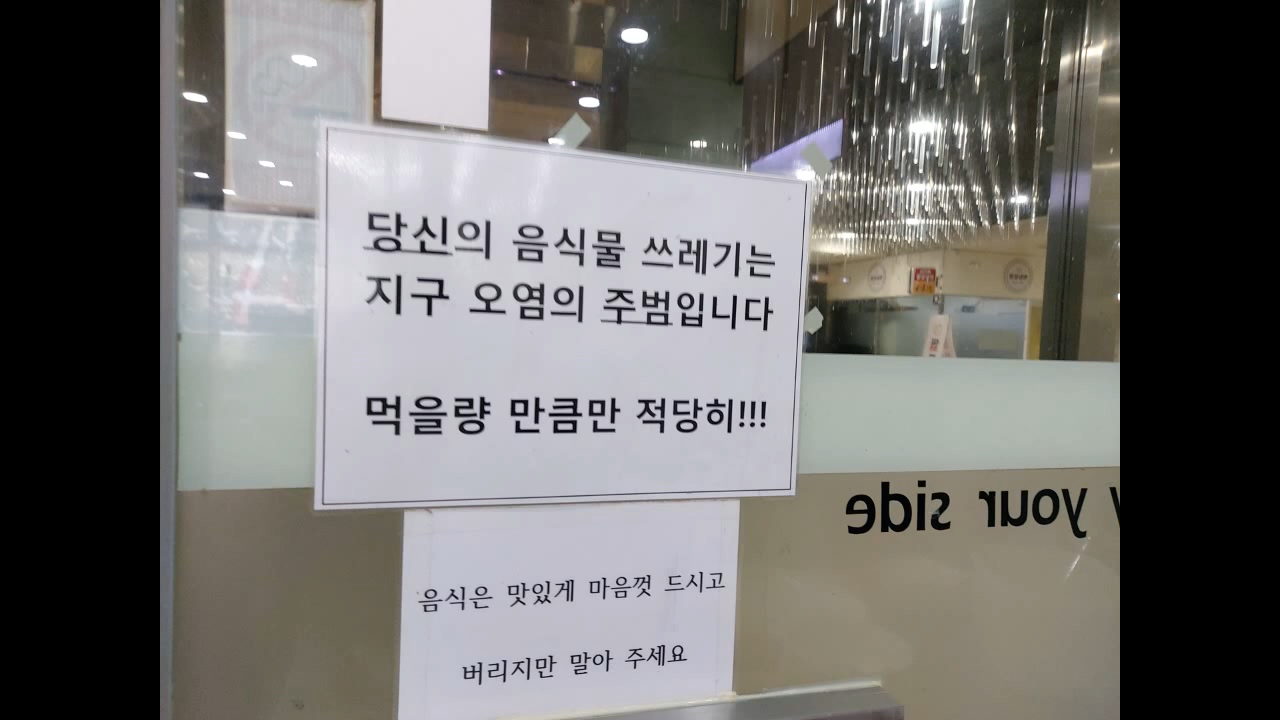 당신의 음식물 쓰레기는
지구 오염의 주범입니다
먹을량 만큼만 적당히!!!
음식은 맛있게 마음껏 드시고
버리지만 말아 주세요
your side